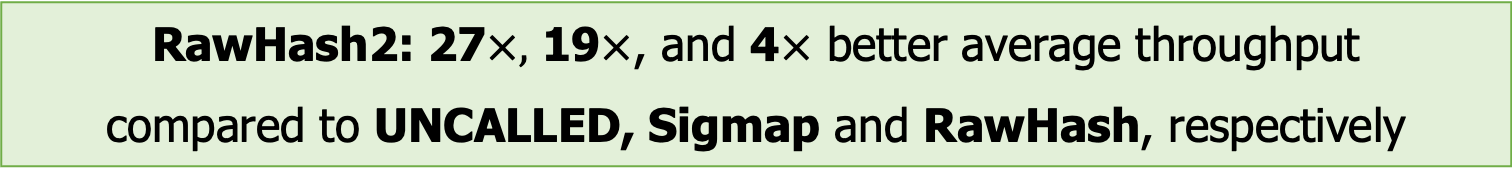 RawHash2: 27×, 19×, and 4× better average throughput
compared to UNCALLED, Sigmap and RawHash, respectively